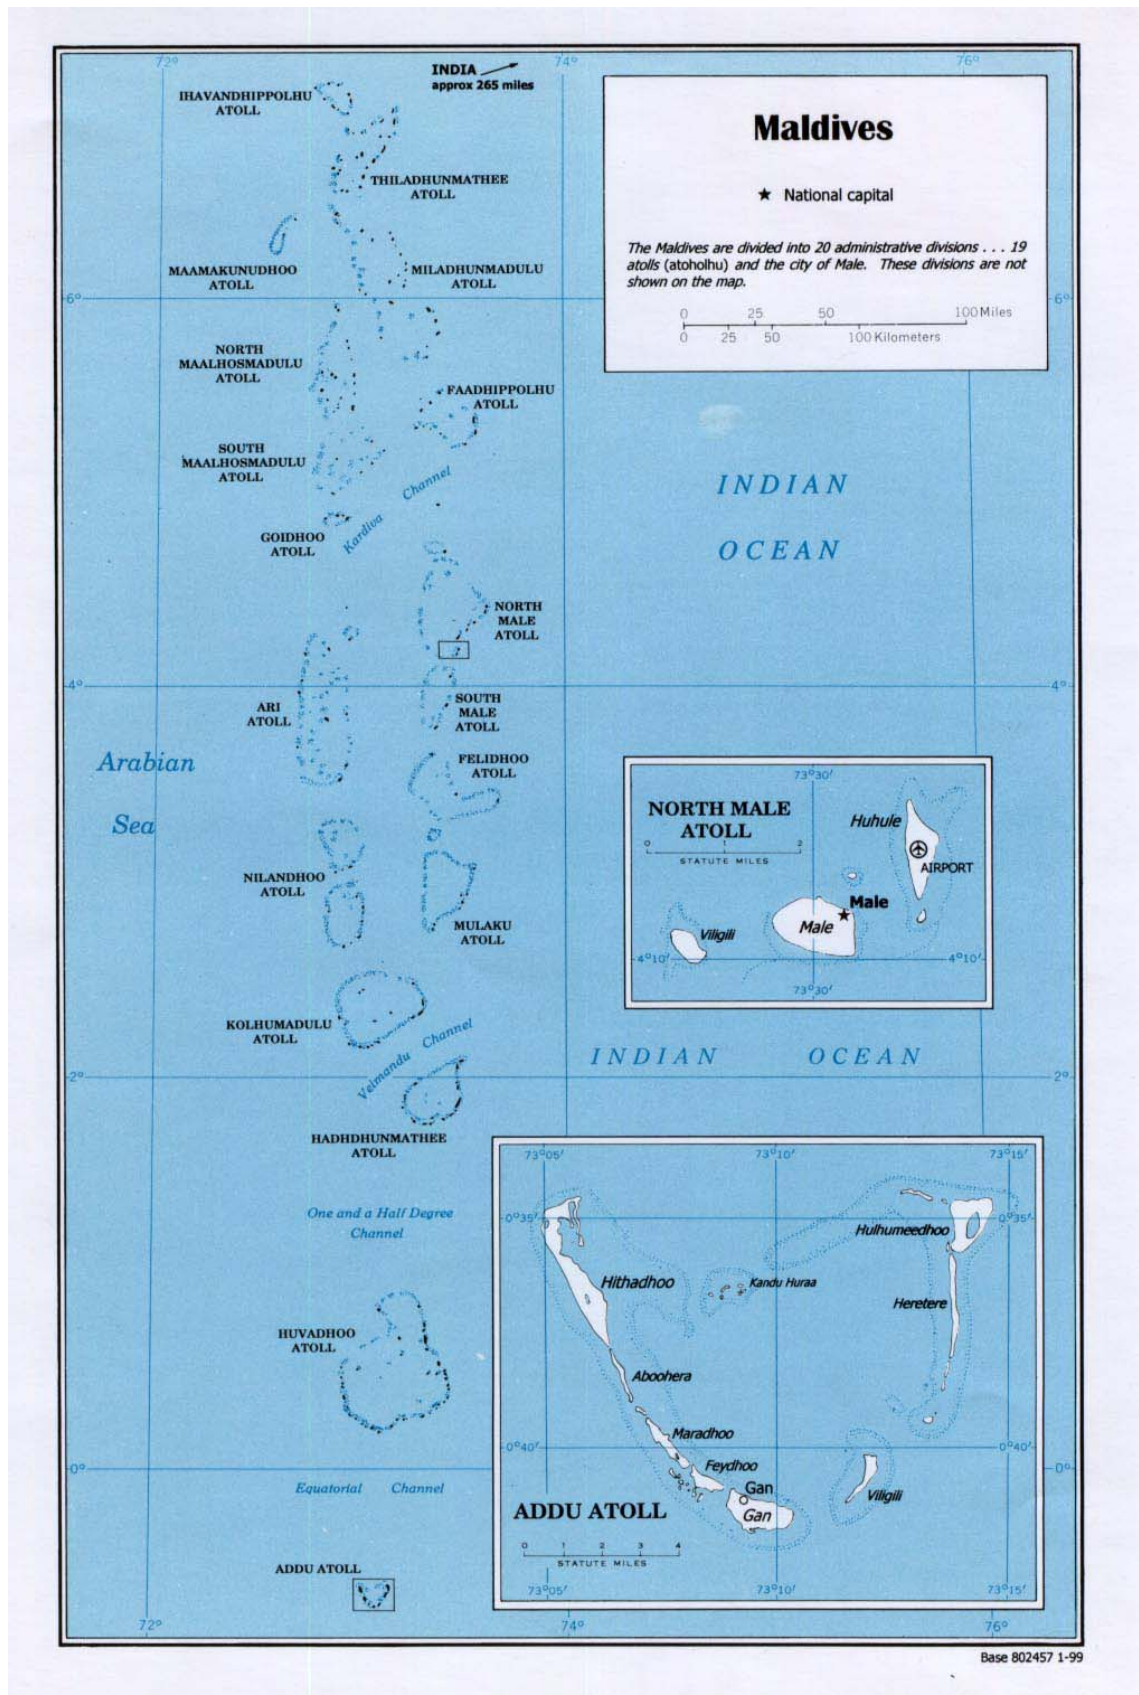 72°
74°
76°
INDIA
approx 265 miles
IHAVANDHIPPOLHU
ATOLL
THILADHUNMATHEE
ATOLL
MAAMAKUNUDHOO
ATOLL
MILADHUNMADULU
ATOLL
6°
6°
NORTH
MAALHOSMADULU
ATOLL
FAADHIPPOLHU
ATOLL
SOUTH
MAALHOSMADULU
ATOLL
Kardiva Channel
GOIDHOO
ATOLL
NORTH
MALE
ATOLL
4°
4°
ARI
ATOLL
SOUTH
MALE
ATOLL
FELIDHOO
ATOLL
Arabian
Sea
NILANDHOO
ATOLL
MULAKU
ATOLL
KOLHUMADULU
ATOLL
Veimandu Channel
2°
2°
HADHDHUNMATHEE
ATOLL
One and a Half Degree
Channel
HUVADHOO
ATOLL
0°
0°
Equatorial Channel
ADDU ATOLL
72°
74°
76°
Maldives
National capital
The Maldives are divided into 20 administrative divisions . . . 19
atolls (atoholhu) and the city of Male. These divisions are not
shown on the map.
0 25 50 100 Miles
0 25 50 100 Kilometers
INDIAN
OCEAN
73°30'
NORTH MALE
ATOLL
0 1 2
STATUTE MILES
Huhule
AIRPORT
Male
Male
Viligili
4°10'
4°10'
73°30'
INDIAN OCEAN
73°05'
73°10'
73°15'
0°35'
0°35'
Hulhumeedhoo
Hithadhoo
Kandu Huraa
Heretere
Aboohera
Maradhoo
0°40'
0°40'
Feydhoo
Gan
Gan
Viligili
ADDU ATOLL
0 1 2 3 4
STATUTE MILES
73°05'
73°10'
73°15'
Base 802457 1-99